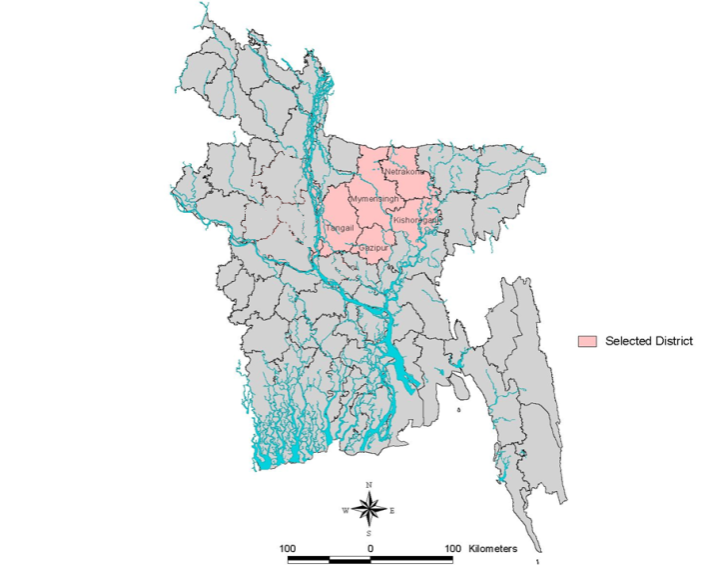 Netrakona
Mymensingh
Kishoreganj
Tangail
Gazipur
Selected District
N
W E
S
100 0 100 Kilometers